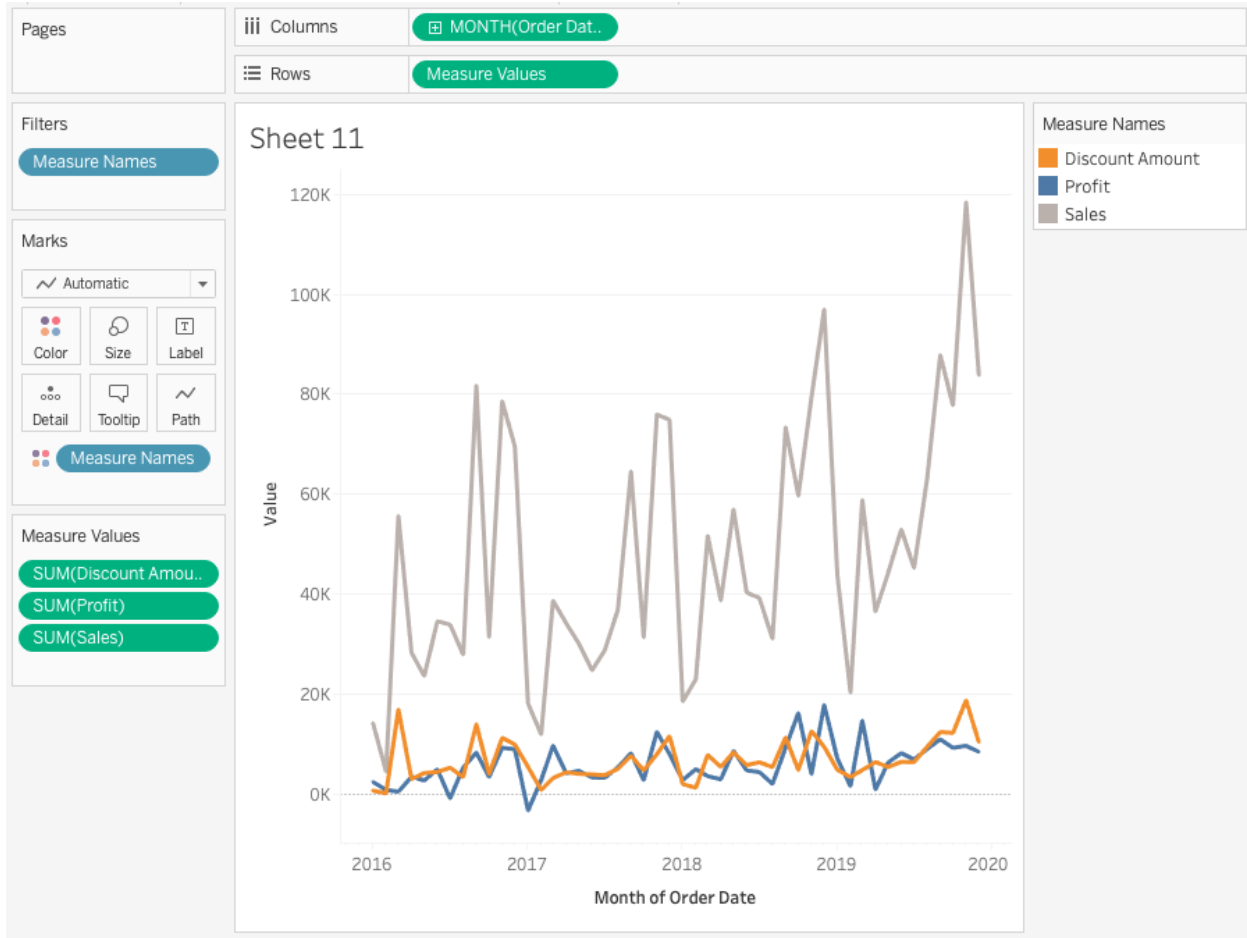 Pages
Columns
MONTH(Order Dat..
Rows
Measure Values
Filters
Measure Names
Marks
Automatic
Color
Size
T
Label
Detail
Tooltip
Path
Measure Names
Measure Values
SUM(Discount Amou..
SUM(Profit)
SUM(Sales)
Sheet 11
120K
100K
80K
60K
40K
20K
0K
Value
2016
2017
2018
2019
2020
Month of Order Date
Measure Names
Discount Amount
Profit
Sales